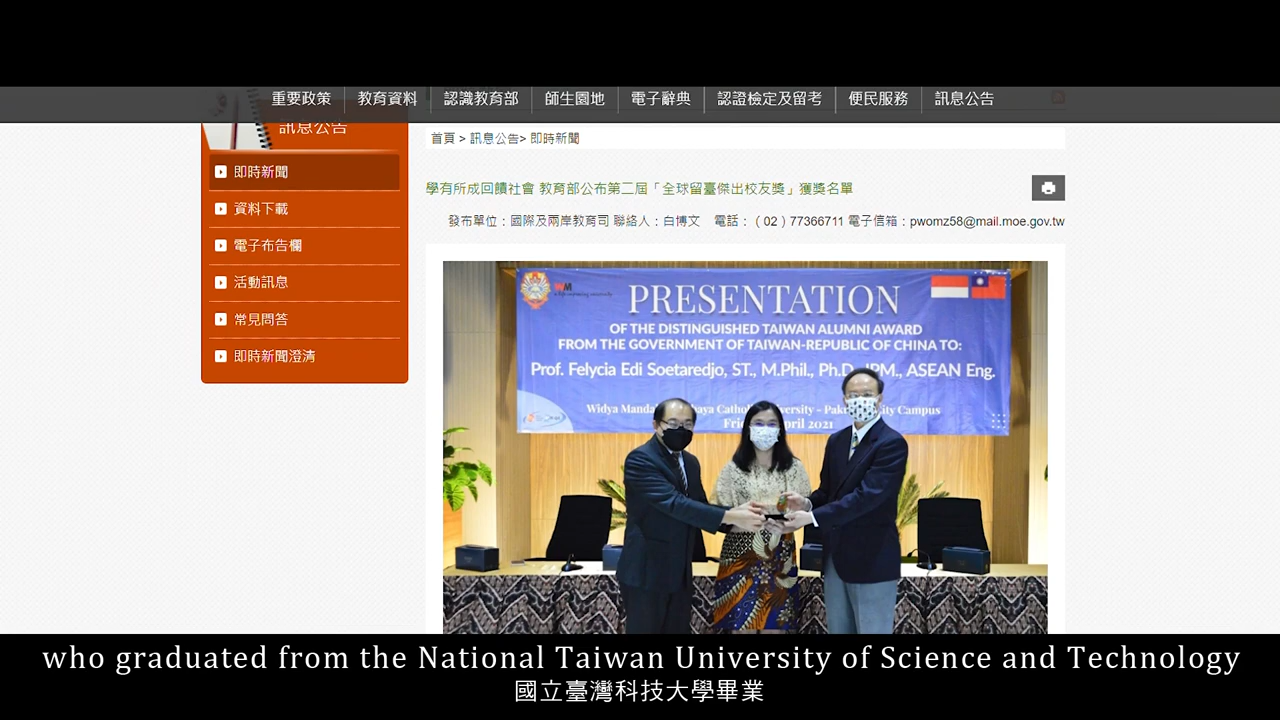 重要政策 教育資料 認識教育部 師生園地 電子辭典 認證檢定及留考 便民服務 訊息公告
訊息公告
即時新聞
資料下載
電子布告欄
活動訊息
常見問答
即時新聞澄清
首頁 > 訊息公告> 即時新聞
學有所成回饋社會 教育部公布第二屆「全球留臺傑出校友獎」獲獎名單
發布單位：國際及兩岸教育司 聯絡人：白博文 電話：（02）77366711 電子信箱：pwomz58@mail.moe.gov.tw
PRESENTATION
OF THE DISTINGUISHED TAIWAN ALUMNI AWARD
FROM THE GOVERNMENT OF TAIWAN-REPUBLIC OF CHINA TO:
Prof. Felycia Edi Soetaredjo, ST., M.Phil., Ph.D., IPM., ASEAN Eng.
Widya Catholic University - City Campus
April 2021
who graduated from the National Taiwan University of Science and Technology
國立臺灣科技大學畢業